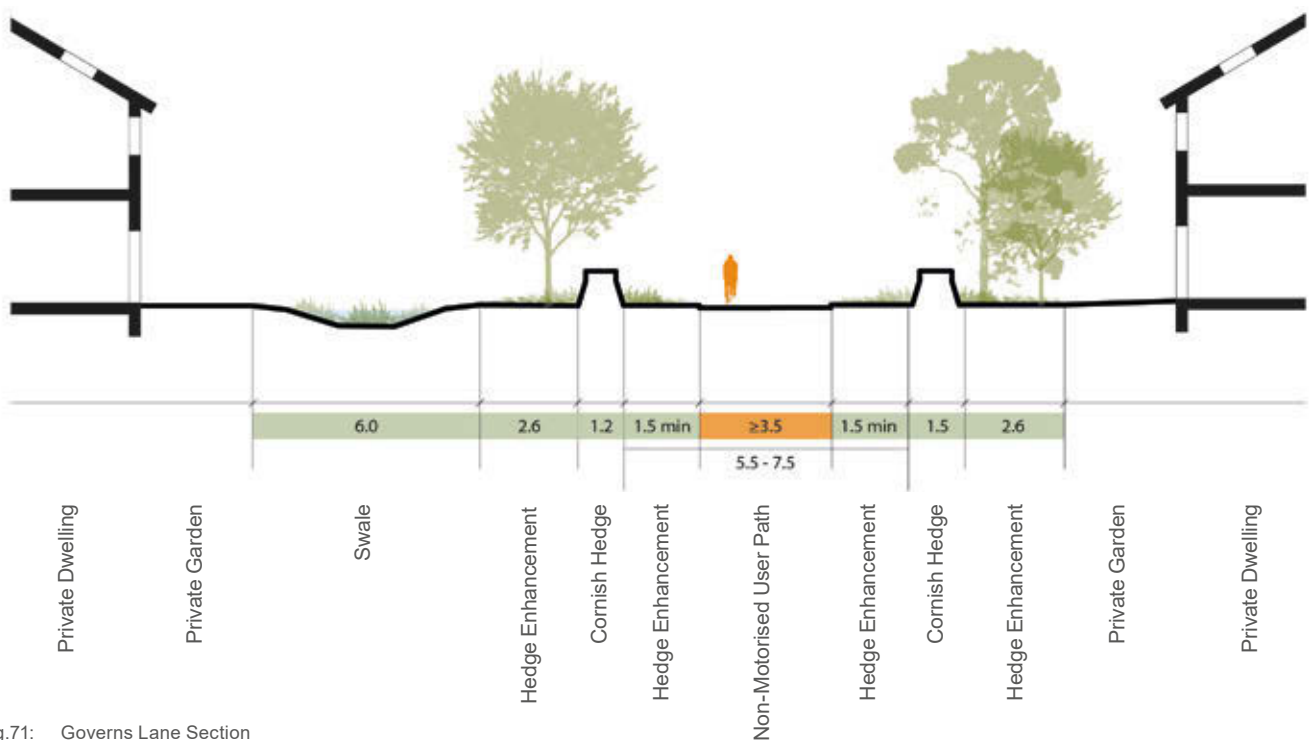 6.0
2.6
1.2
1.5 min
≥3.5
1.5 min
1.5
2.6
5.5 - 7.5
Private Dwelling
Private Garden
Swale
Hedge Enhancement
Cornish Hedge
Hedge Enhancement
Non-Motorised User Path
Hedge Enhancement
Cornish Hedge
Hedge Enhancement
Private Garden
Private Dwelling
g.71: Governs Lane Section